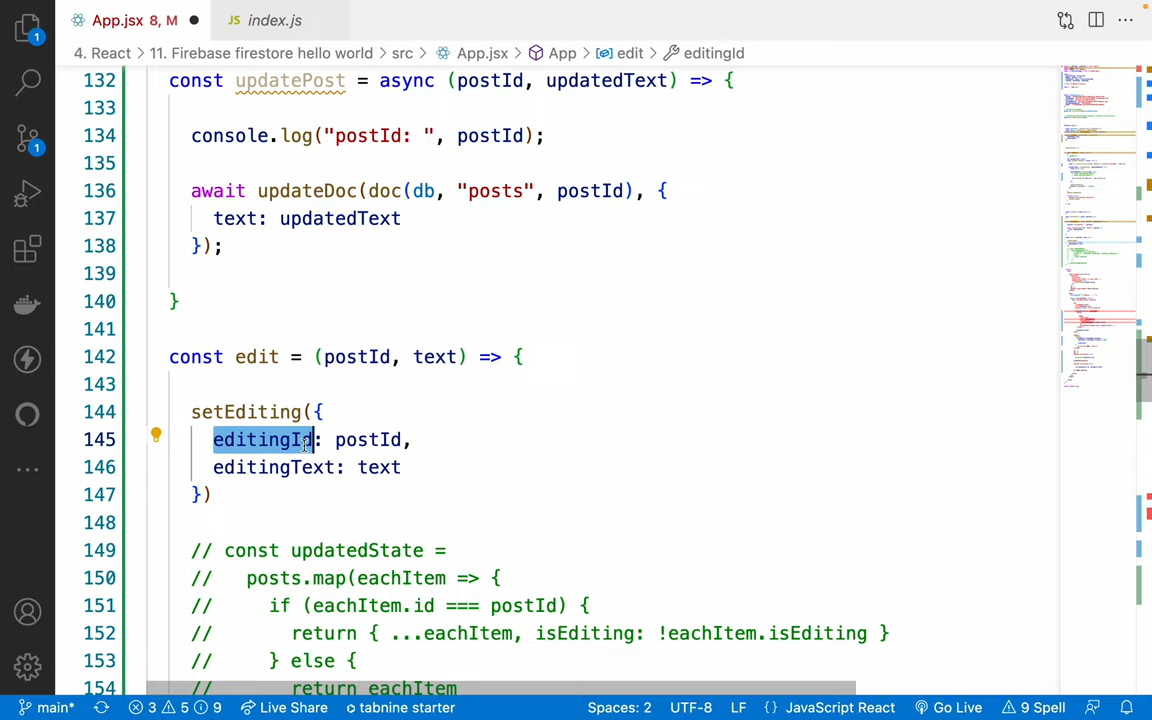 App.jsx 8, M
JS index.js
4. React > 11. Firebase firestore hello world > src > App.jsx > App > edit > editingId
132 const updatePost = async (postId, updatedText) => {
133
134 console.log("postId: ", postId);
135
136 await updateDoc(doc(db, "posts", postId), {
137 text: updatedText
138 });
139
140 }
141
142 const edit = (postId, text) => {
143
144 setEditing({
145 editingId: postId,
146 editingText: text
147 })
148
149 // const updatedState =
150 // posts.map(eachItem => {
151 // if (eachItem.id === postId) {
152 // return { ...eachItem, isEditing: !eachItem.isEditing }
153 // } else {
154 // return eachItem
1
1
main* 3 5 9 Live Share tabnine starter Spaces: 2 UTF-8 LF {} JavaScript React Go Live 9 Spell